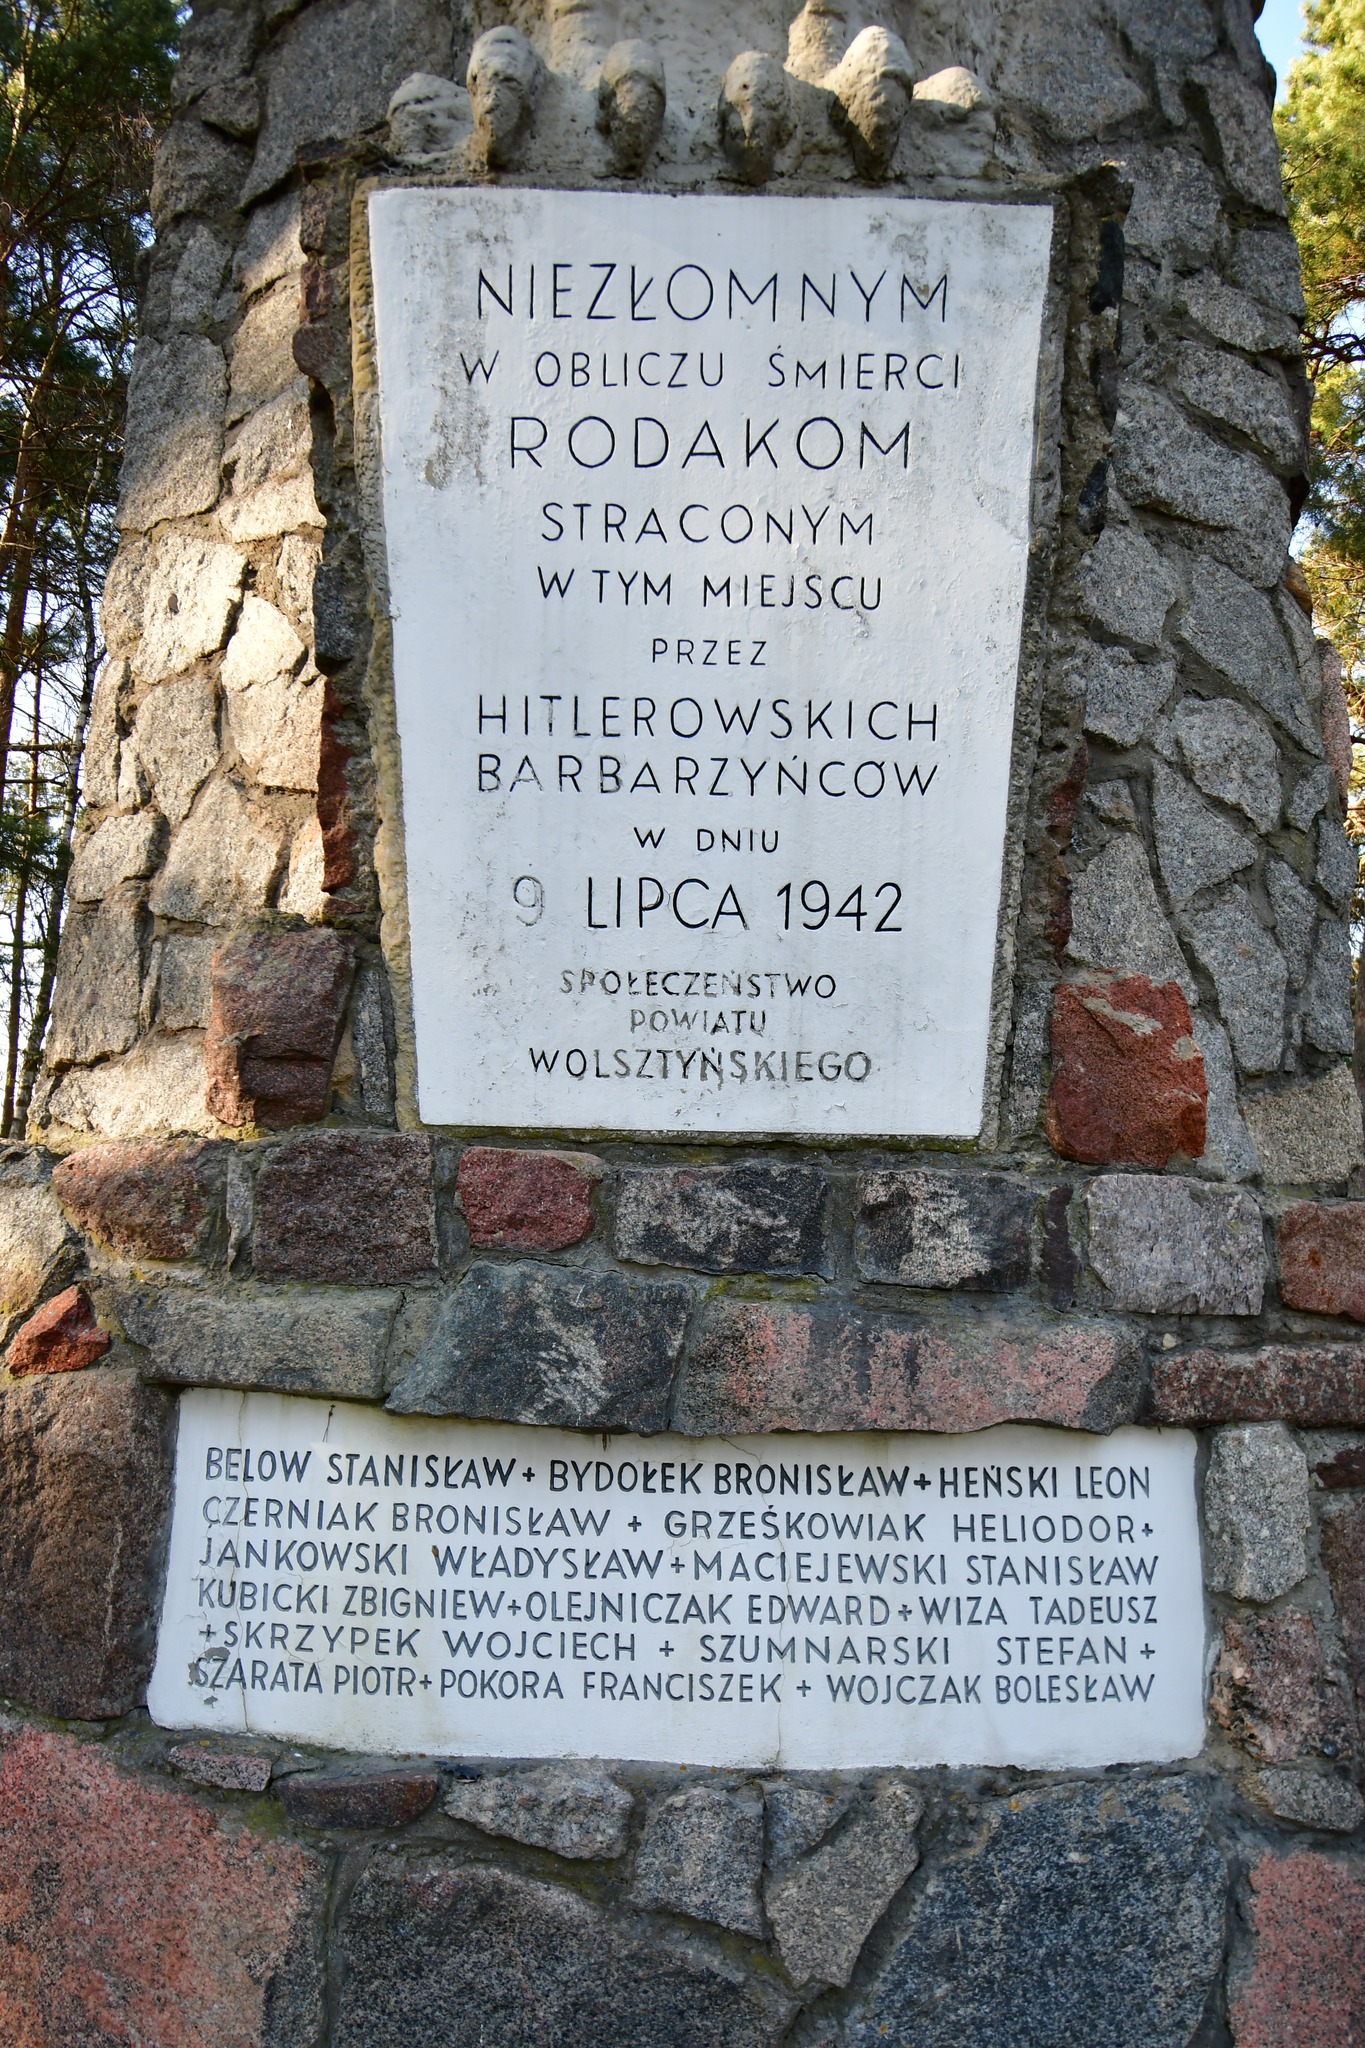 NIEZŁOMNYM
W OBLICZU ŚMIERCI
RODAKOM
STRACONYM
W TYM MIEJSCU
PRZEZ
HITLEROWSKICH
BARBARZYŃCÓW
W DNIU
9 LIPCA 1942
SPOŁECZEŃSTWO
POWIATU
WOLSZTYŃSKIEGO
BELOW STANISŁAW + BYDOŁEK BRONISŁAW + HEŃSKI LEON
CZERNIAK BRONISŁAW + GRZEŚKOWIAK HELIODOR +
JANKOWSKI WŁADYSŁAW + MACIEJEWSKI STANISŁAW
KUBICKI ZBIGNIEW + OLEJNICZAK EDWARD + WIZA TADEUSZ
+ SKRZYPEK WOJCIECH + SZUMNARSKI STEFAN +
SZARATA PIOTR + POKORA FRANCISZEK + WOJCZAK BOLESŁAW